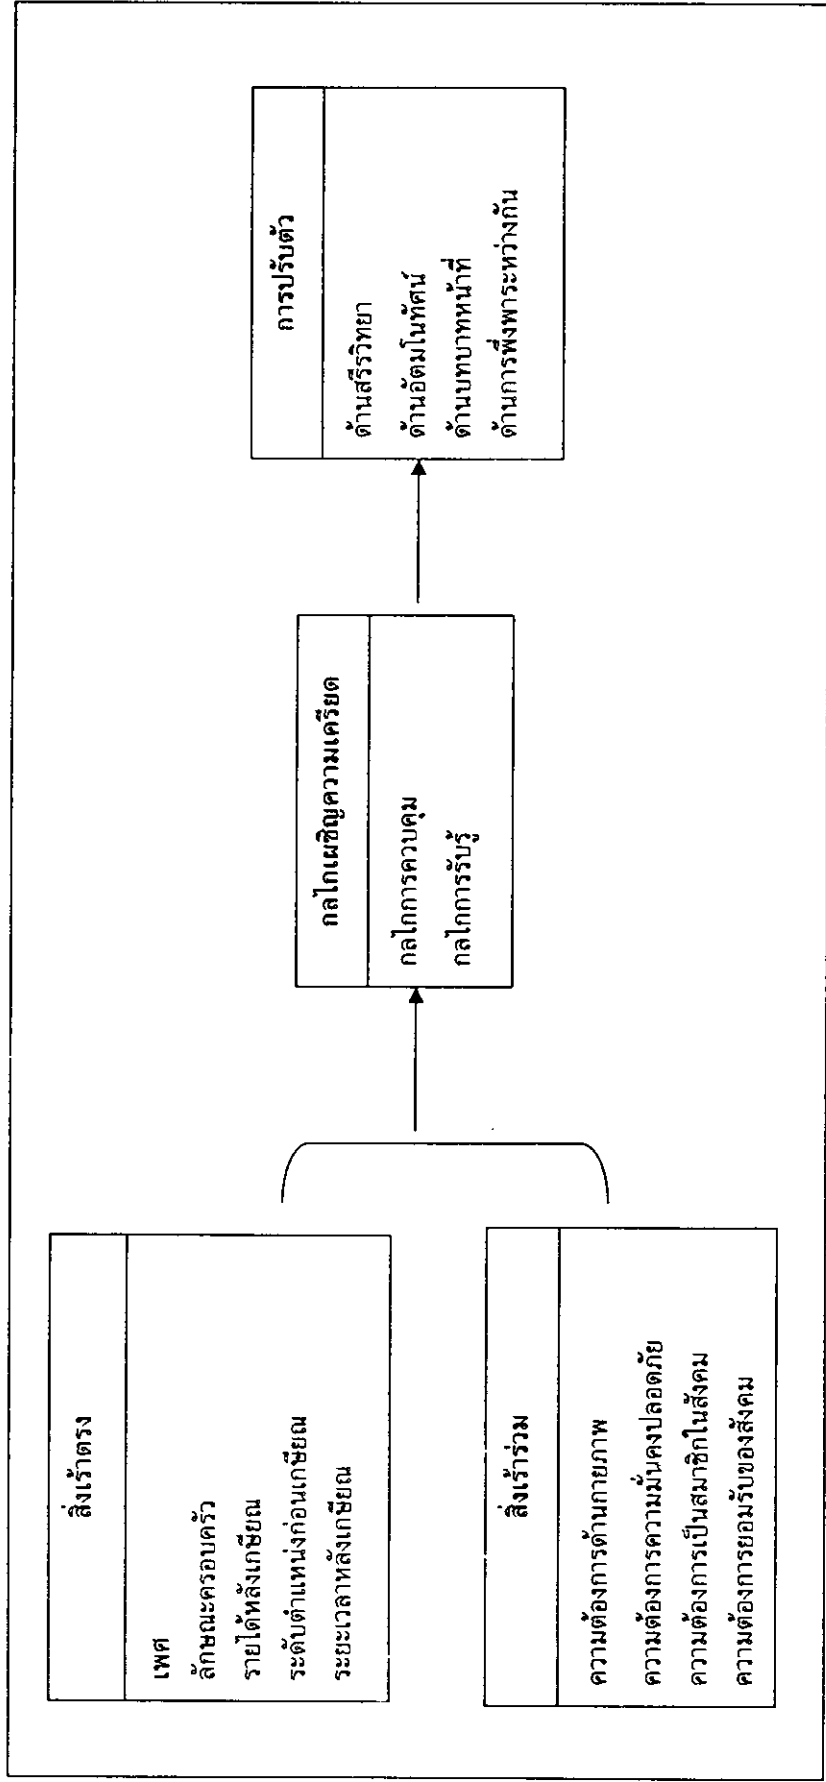 สิ่งเร้าตรง
เพศ
ลักษณะครอบครัว
รายได้หลังเกษียณ
ระดับตำแหน่งก่อนเกษียณ
ระยะเวลาหลังเกษียณ
สิ่งเร้าร่วม
ความต้องการด้านกายภาพ
ความต้องการความมั่นคงปลอดภัย
ความต้องการเป็นสมาชิกในสังคม
ความต้องการยอมรับของสังคม
กลไกเผชิญความเครียด
กลไกการควบคุม
กลไกการรับรู้
การปรับตัว
ด้านสรีรวิทยา
ด้านอัตมโนทัศน์
ด้านบทบาทหน้าที่
ด้านการพึ่งพาระหว่างกัน